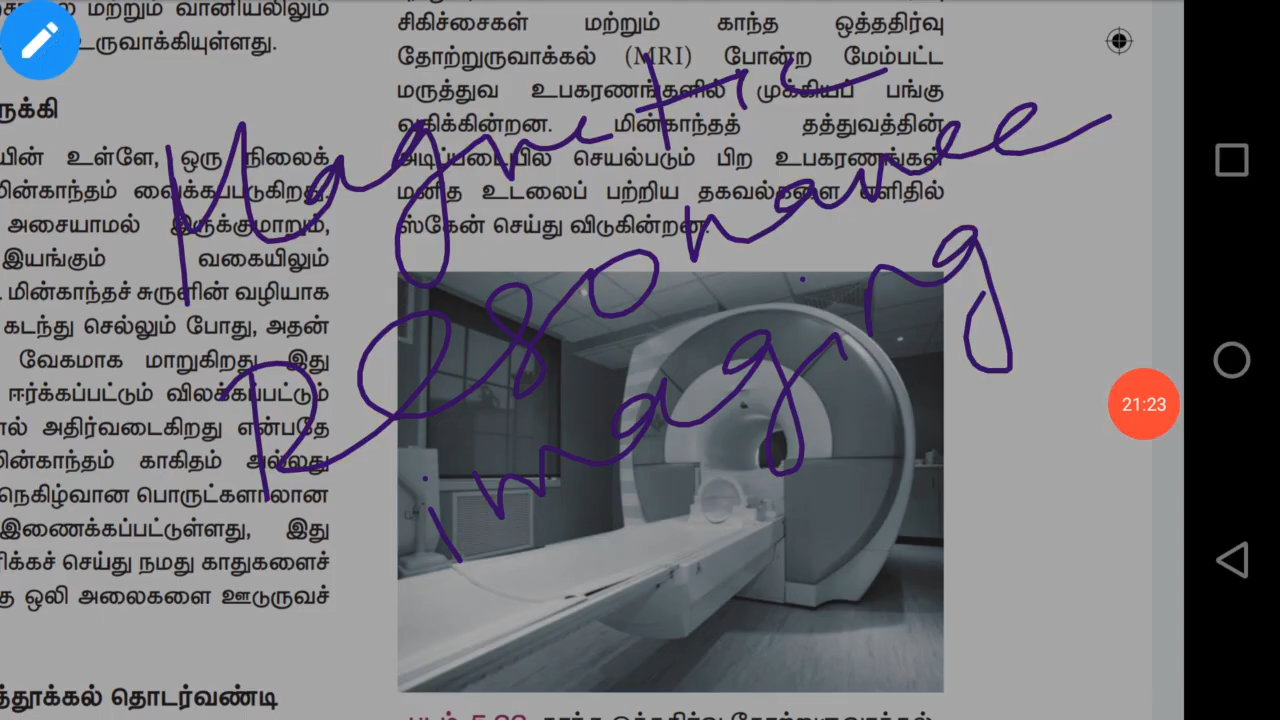 மற்றும் வானியலிலும்
உருவாக்கியுள்ளது.
ருக்கி
யின் உள்ளே, ஒரு நிலைக்
மின்காந்தம் வைக்கப்படுகிறது.
அசையாமல் இருக்குமாறும்,
இயங்கும் வகையிலும்
. மின்காந்தச் சுருளின் வழியாக
கடந்து செல்லும் போது, அதன்
வேகமாக மாறுகிறது. இது
ஈர்க்கப்பட்டும் விலக்கப்பட்டும்
ால் அதிர்வடைகிறது என்பதே
மின்காந்தம் காகிதம் அல்லது
நெகிழ்வான பொருட்களாலான
இணைக்கப்பட்டுள்ளது, இது
ரிக்கச் செய்து நமது காதுகளைச்
கு ஒலி அலைகளை ஊடுருவச்
த்தூக்கல் தொடர்வண்டி
சிகிச்சைகள் மற்றும் காந்த ஒத்ததிர்வு
தோற்றுருவாக்கல் (MRI) போன்ற மேம்பட்ட
மருத்துவ உபகரணங்களில் முக்கியப் பங்கு
வகிக்கின்றன. மின்காந்தத் தத்துவத்தின்
அடிப்படையில் செயல்படும் பிற உபகரணங்கள்
மனித உடலைப் பற்றிய தகவல்களை எளிதில்
ஸ்கேன் செய்து விடுகின்றன.
Magnetic
Resonance
imaging
21:23